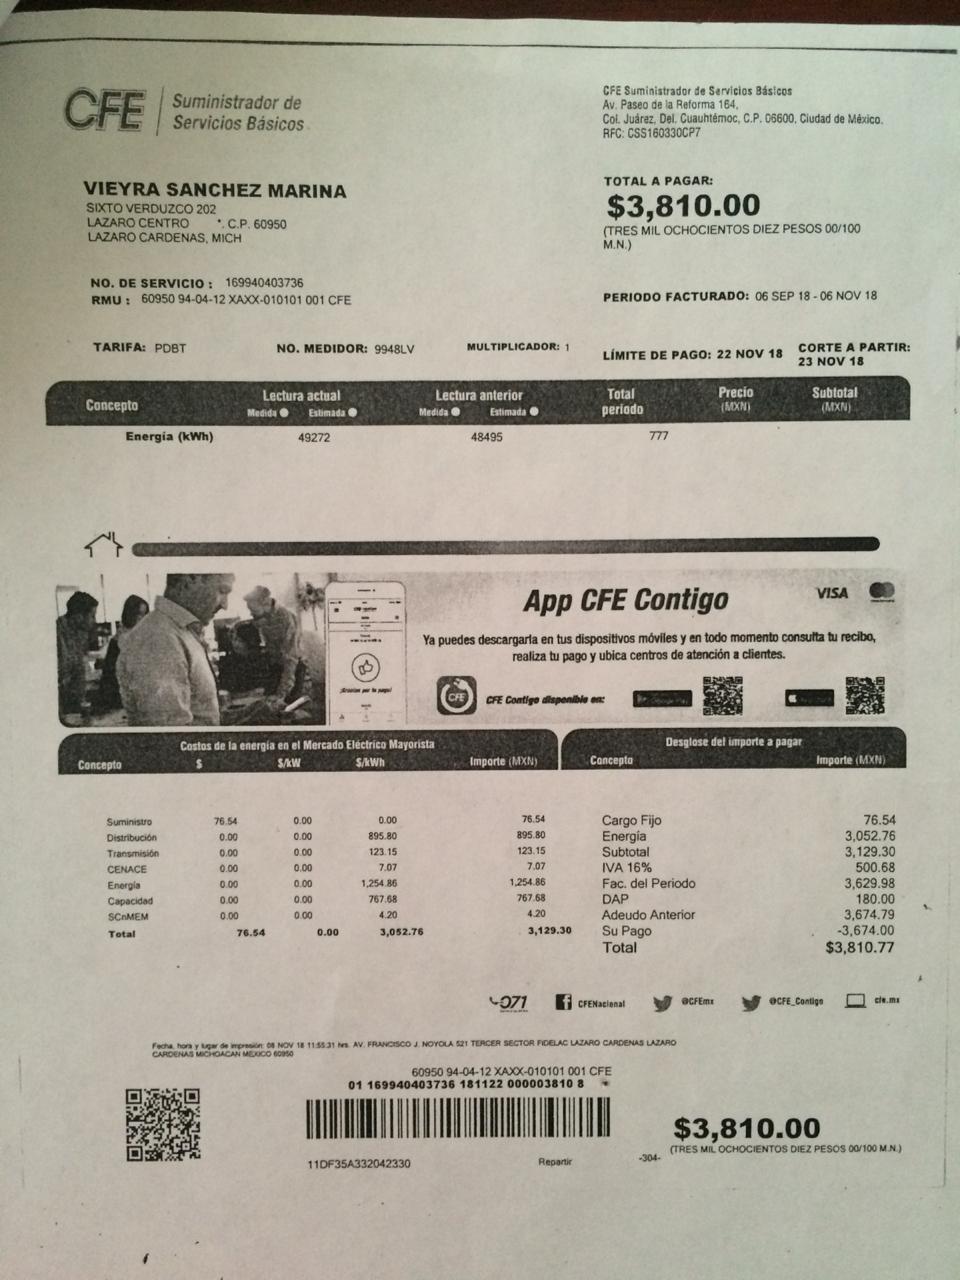 CFE Suministrador de
Servicios Básicos
CFE Suministrador de Servicios Básicos
Av. Paseo de la Reforma 164,
Col. Juárez, Del. Cuauhtémoc, C.P. 06600, Ciudad de México.
RFC: CSS160330CP7
VIEYRA SANCHEZ MARINA
SIXTO VERDUZCO 202
LAZARO CENTRO *. C.P. 60950
LAZARO CARDENAS, MICH
TOTAL A PAGAR:
$3,810.00
(TRES MIL OCHOCIENTOS DIEZ PESOS 00/100
M.N.)
NO. DE SERVICIO : 169940403736
RMU : 60950 94-04-12 XAXX-010101 001 CFE
PERIODO FACTURADO: 06 SEP 18 - 06 NOV 18
TARIFA: PDBT NO. MEDIDOR: 9948LV MULTIPLICADOR: 1
LÍMITE DE PAGO: 22 NOV 18 CORTE A PARTIR:
23 NOV 18
Concepto Lectura actual Lectura anterior Total período Precio (MXN) Subtotal (MXN)
Medida Estimada Medida Estimada
Energía (kWh) 49272 48495 777
App CFE Contigo VISA
Ya puedes descargarla en tus dispositivos móviles y en todo momento consulta tu recibo,
realiza tu pago y ubica centros de atención a clientes.
CFE CFE Contigo disponible en:
¡Gracias por tu pago!
Costos de la energía en el Mercado Eléctrico Mayorista
Concepto $ $/kW $/kWh Importe (MXN)
Suministro 76.54 0.00 0.00 76.54
Distribución 0.00 0.00 895.80 895.80
Transmisión 0.00 0.00 123.15 123.15
CENACE 0.00 0.00 7.07 7.07
Energía 0.00 0.00 1,254.86 1,254.86
Capacidad 0.00 0.00 767.68 767.68
SCnMEM 0.00 0.00 4.20 4.20
Total 76.54 0.00 3,052.76 3,129.30
Desglose del importe a pagar
Concepto Importe (MXN)
Cargo Fijo 76.54
Energía 3,052.76
Subtotal 3,129.30
IVA 16% 500.68
Fac. del Periodo 3,629.98
DAP 180.00
Adeudo Anterior 3,674.79
Su Pago -3,674.00
Total $3,810.77
071 CFENacional @CFEmx @CFE_Contigo cfe.mx
Fecha, hora y lugar de impresión: 08 NOV 18 11:55:31 hrs. AV. FRANCISCO J. NOYOLA 521 TERCER SECTOR FIDELAC LAZARO CARDENAS LAZARO
CARDENAS MICHOACAN MEXICO 60950
60950 94-04-12 XAXX-010101 001 CFE
01 169940403736 181122 000003810 8
$3,810.00
(TRES MIL OCHOCIENTOS DIEZ PESOS 00/100 M.N.)
11DF35A332042330 Repartir -304-